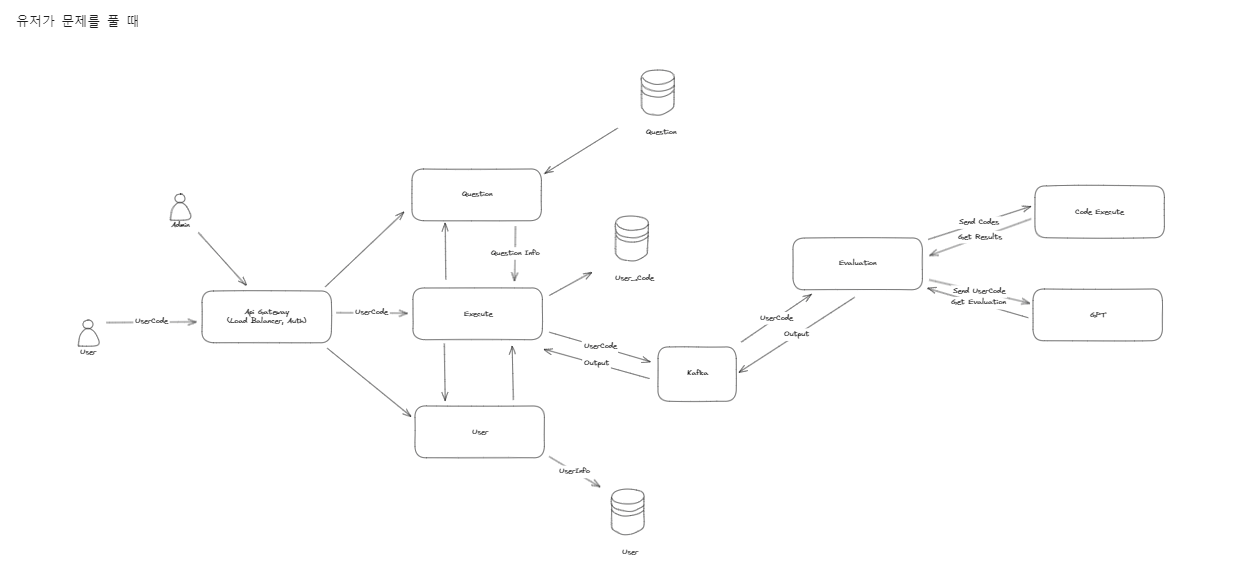 유저가 문제를 풀 때
Question
Question
Admin
Code Execute
Send Codes
Get Results
Question Info
User_Code
Evaluation
Send UserCode
Get Evaluation
GPT
Api Gateway
(Load Balancer, Auth)
UserCode
Execute
UserCode
User
UserCode
Output
UserCode
Output
Kafka
User
UserInfo
User